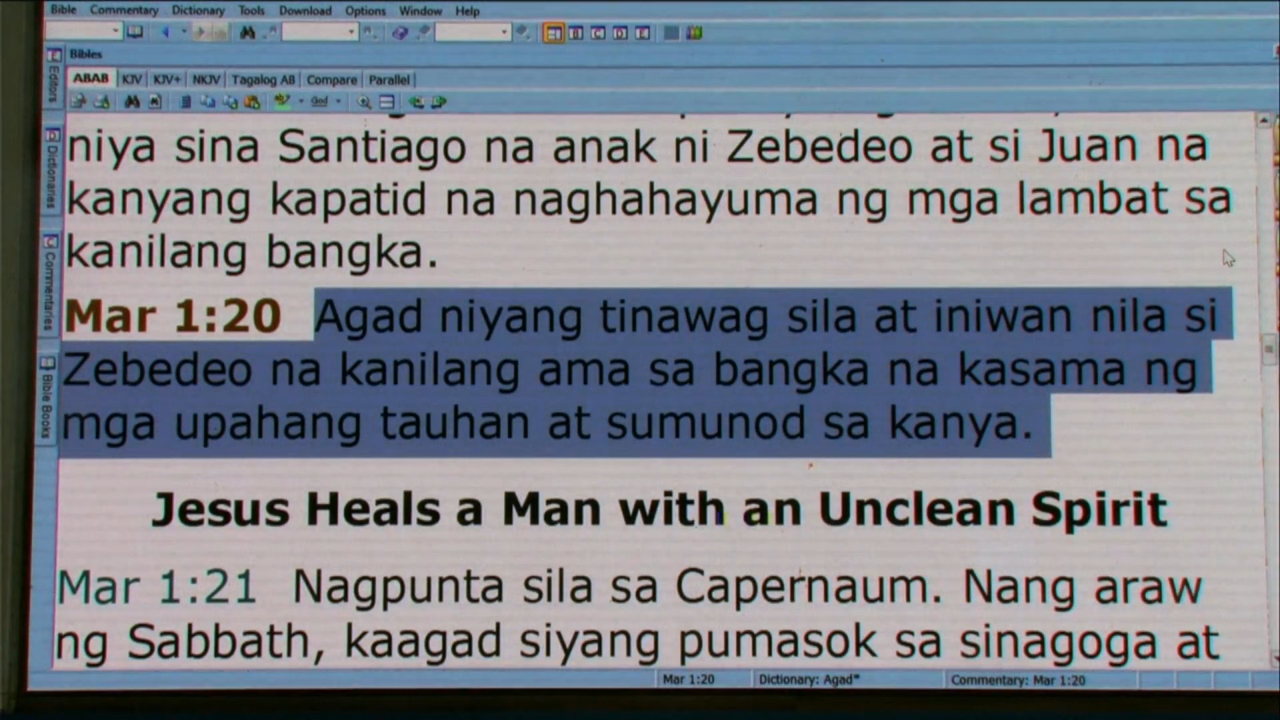 Bible Commentary Dictionary Tools Download Options Window Help
Bibles
ABAB KJV KJV+ NKJV Tagalog AB Compare Parallel
Editors
Dictionaries
Commentaries
Bible Books
niya sina Santiago na anak ni Zebedeo at si Juan na
kanyang kapatid na naghahayuma ng mga lambat sa
kanilang bangka.
Mar 1:20 Agad niyang tinawag sila at iniwan nila si
Zebedeo na kanilang ama sa bangka na kasama ng
mga upahang tauhan at sumunod sa kanya.
Jesus Heals a Man with an Unclean Spirit
Mar 1:21 Nagpunta sila sa Capernaum. Nang araw
ng Sabbath, kaagad siyang pumasok sa sinagoga at
Mar 1:20 Dictionary: Agad* Commentary: Mar 1:20